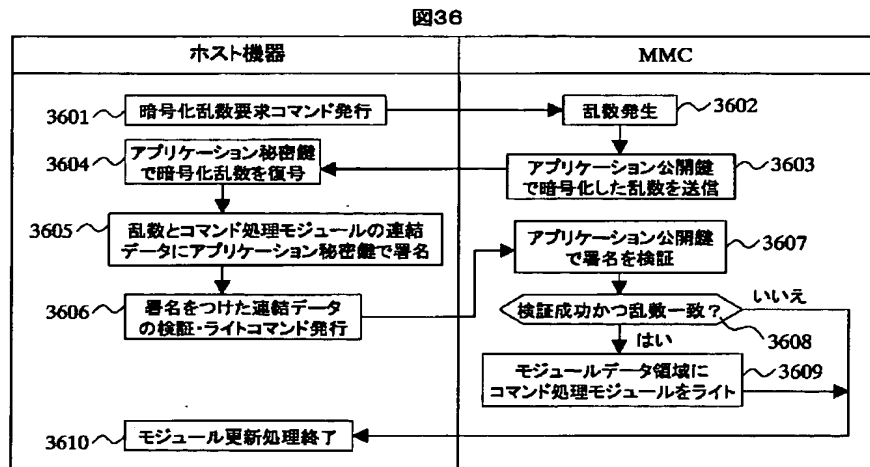 図36
ホスト機器
MMC
3601
暗号化乱数要求コマンド発行
乱数発生
3602
3604
アプリケーション秘密鍵
で暗号化乱数を復号
アプリケーション公開鍵
で暗号化した乱数を送信
3603
3605
乱数とコマンド処理モジュールの連結
データにアプリケーション秘密鍵で署名
アプリケーション公開鍵
で署名を検証
3607
3606
署名をつけた連結データ
の検証・ライトコマンド発行
検証成功かつ乱数一致？
いいえ
3608
はい
モジュールデータ領域に
コマンド処理モジュールをライト
3609
3610
モジュール更新処理終了